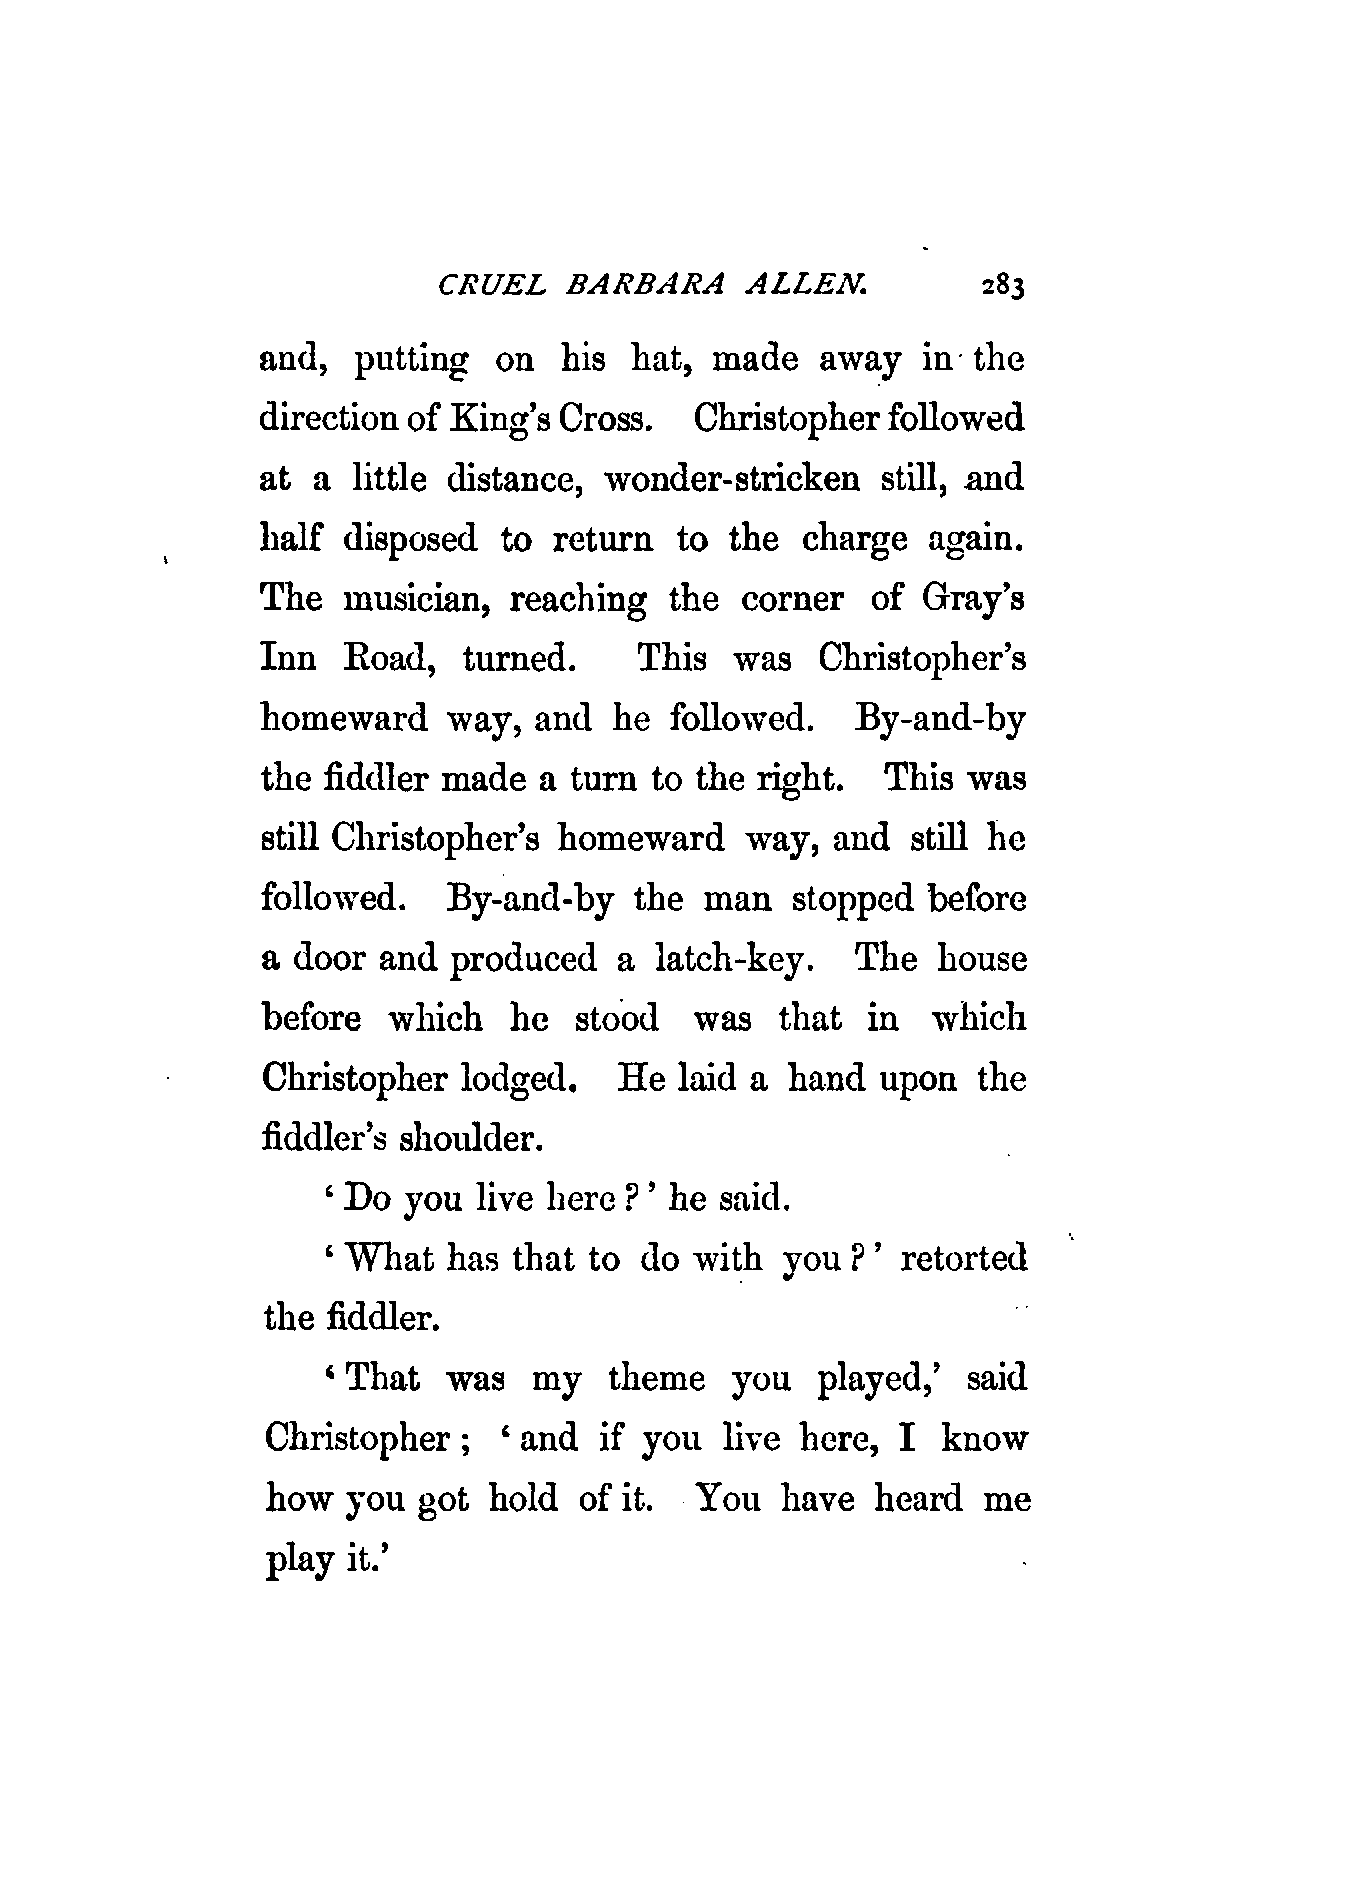 CRUEL BARBARA ALLEN. 283
and, putting on his hat, made away in the
direction of King's Cross. Christopher followed
at a little distance, wonder-stricken still, and
half disposed to return to the charge again.
The musician, reaching the corner of Gray's
Inn Road, turned. This was Christopher's
homeward way, and he followed. By-and-by
the fiddler made a turn to the right. This was
still Christopher's homeward way, and still he
followed. By-and-by the man stopped before
a door and produced a latch-key. The house
before which he stood was that in which
Christopher lodged. He laid a hand upon the
fiddler's shoulder.
‘Do you live here?’ he said.
‘What has that to do with you?’ retorted
the fiddler.
‘That was my theme you played,’ said
Christopher; ‘and if you live here, I know
how you got hold of it. You have heard me
play it.’